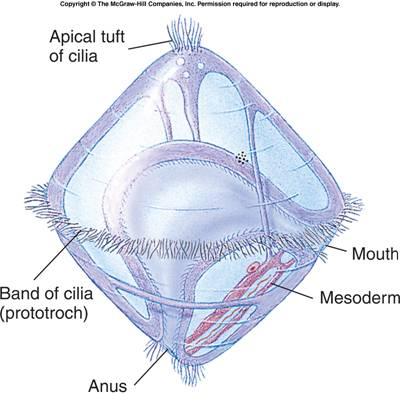 Copyright © The McGraw-Hill Companies, Inc. Permission required for reproduction or display.
Apical tuft
of cilia
Mouth
Band of cilia
(prototroch)
Mesoderm
Anus